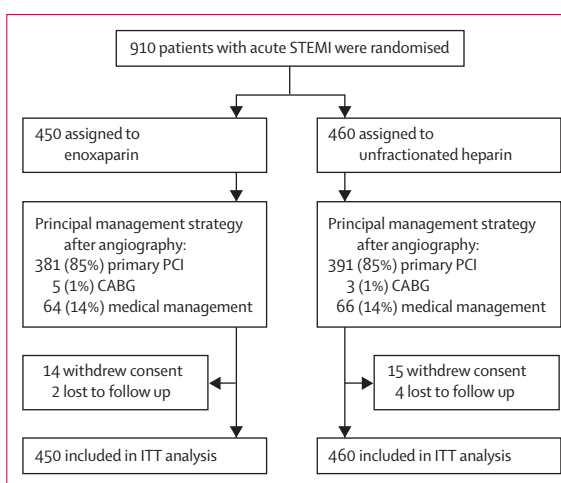 910 patients with acute STEMI were randomised
450 assigned to
enoxaparin
460 assigned to
unfractionated heparin
Principal management strategy
after angiography:
381 (85%) primary PCI
5 (1%) CABG
64 (14%) medical management
Principal management strategy
after angiography:
391 (85%) primary PCI
3 (1%) CABG
66 (14%) medical management
14 withdrew consent
2 lost to follow up
15 withdrew consent
4 lost to follow up
450 included in ITT analysis
460 included in ITT analysis